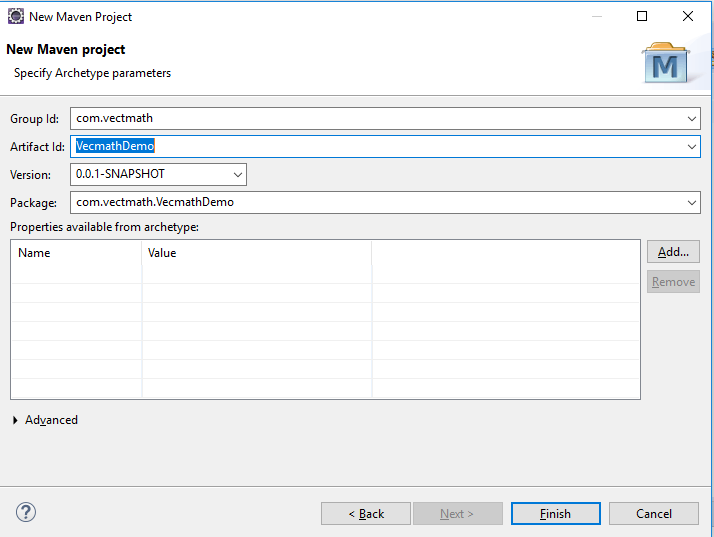 New Maven Project
New Maven project
Specify Archetype parameters
M
Group Id: com.vectmath
Artifact Id: VecmathDemo
Version: 0.0.1-SNAPSHOT
Package: com.vectmath.VecmathDemo
Properties available from archetype:
Name Value
Add...
Remove
Advanced
? < Back Next > Finish Cancel